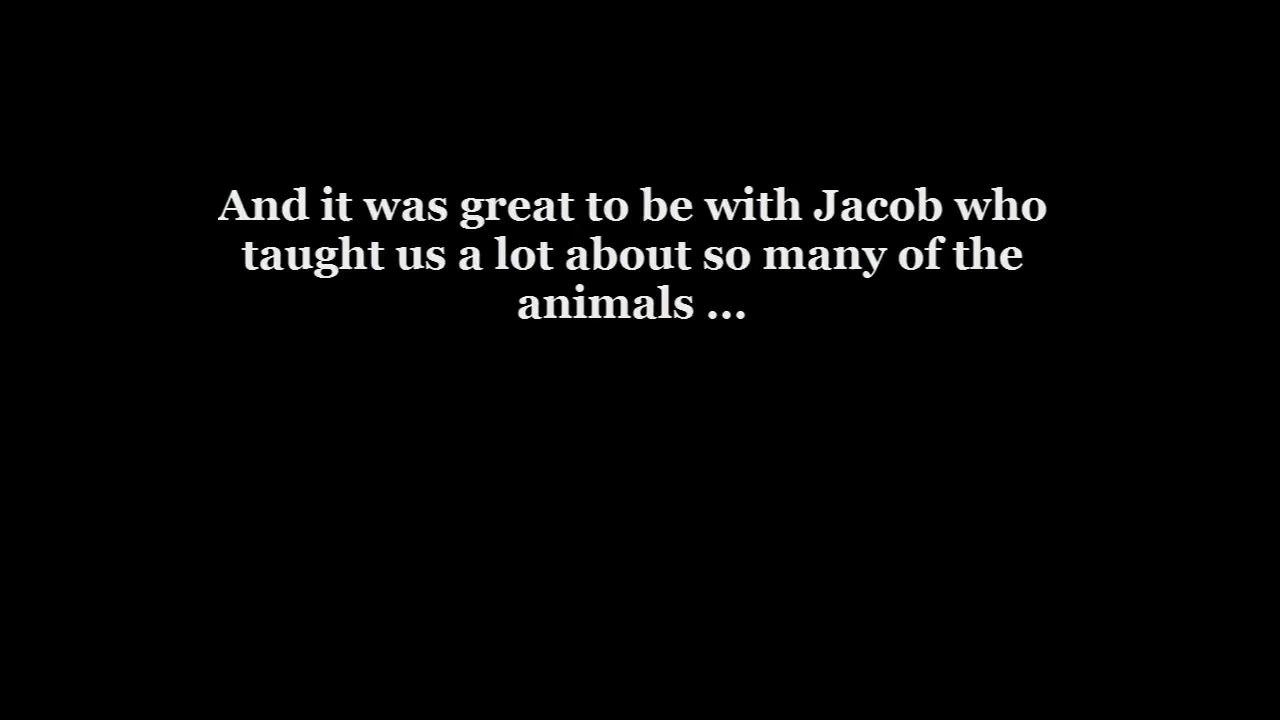 And it was great to be with Jacob who
taught us a lot about so many of the
animals ...